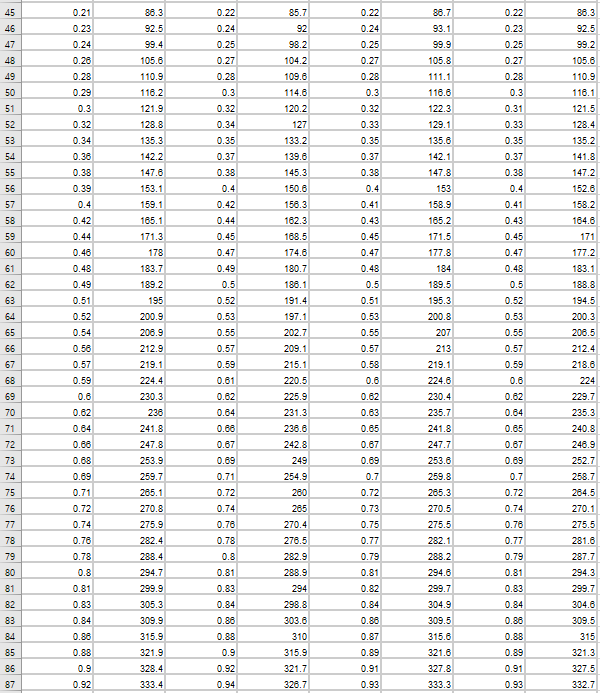 45 0.21 86.3 0.22 85.7 0.22 86.7 0.22 86.3
46 0.23 92.5 0.24 92 0.24 93.1 0.23 92.5
47 0.24 99.4 0.25 98.2 0.25 99.9 0.25 99.2
48 0.26 105.6 0.27 104.2 0.27 105.8 0.27 105.6
49 0.28 110.9 0.28 109.6 0.28 111.1 0.28 110.9
50 0.29 116.2 0.3 114.6 0.3 116.6 0.3 116.1
51 0.3 121.9 0.32 120.2 0.32 122.3 0.31 121.5
52 0.32 128.8 0.34 127 0.33 129.1 0.33 128.4
53 0.34 135.3 0.35 133.2 0.35 135.6 0.35 135.2
54 0.36 142.2 0.37 139.6 0.37 142.1 0.37 141.8
55 0.38 147.6 0.38 145.3 0.38 147.8 0.38 147.2
56 0.39 153.1 0.4 150.6 0.4 153 0.4 152.6
57 0.4 159.1 0.42 156.3 0.41 158.9 0.41 158.2
58 0.42 165.1 0.44 162.3 0.43 165.2 0.43 164.6
59 0.44 171.3 0.45 168.5 0.45 171.5 0.45 171
60 0.46 178 0.47 174.6 0.47 177.8 0.47 177.2
61 0.48 183.7 0.49 180.7 0.48 184 0.48 183.1
62 0.49 189.2 0.5 186.1 0.5 189.5 0.5 188.8
63 0.51 195 0.52 191.4 0.51 195.3 0.52 194.5
64 0.52 200.9 0.53 197.1 0.53 200.8 0.53 200.3
65 0.54 206.9 0.55 202.7 0.55 207 0.55 206.5
66 0.56 212.9 0.57 209.1 0.57 213 0.57 212.4
67 0.57 219.1 0.59 215.1 0.58 219.1 0.59 218.6
68 0.59 224.4 0.61 220.5 0.6 224.6 0.6 224
69 0.6 230.3 0.62 225.9 0.62 230.4 0.62 229.7
70 0.62 236 0.64 231.3 0.63 235.7 0.64 235.3
71 0.64 241.8 0.66 236.6 0.65 241.8 0.65 240.8
72 0.66 247.8 0.67 242.8 0.67 247.7 0.67 246.9
73 0.68 253.9 0.69 249 0.69 253.6 0.69 252.7
74 0.69 259.7 0.71 254.9 0.7 259.8 0.7 258.7
75 0.71 265.1 0.72 260 0.72 265.3 0.72 264.5
76 0.72 270.8 0.74 265 0.73 270.5 0.74 270.1
77 0.74 275.9 0.76 270.4 0.75 275.5 0.76 275.5
78 0.76 282.4 0.78 276.5 0.77 282.1 0.77 281.6
79 0.78 288.4 0.8 282.9 0.79 288.2 0.79 287.7
80 0.8 294.7 0.81 288.9 0.81 294.6 0.81 294.3
81 0.81 299.9 0.83 294 0.82 299.7 0.83 299.7
82 0.83 305.3 0.84 298.8 0.84 304.9 0.84 304.6
83 0.84 309.9 0.86 303.6 0.86 309.5 0.86 309.5
84 0.86 315.9 0.88 310 0.87 315.6 0.88 315
85 0.88 321.9 0.9 315.9 0.89 321.6 0.89 321.3
86 0.9 328.4 0.92 321.7 0.91 327.8 0.91 327.5
87 0.92 333.4 0.94 326.7 0.93 333.3 0.93 332.7